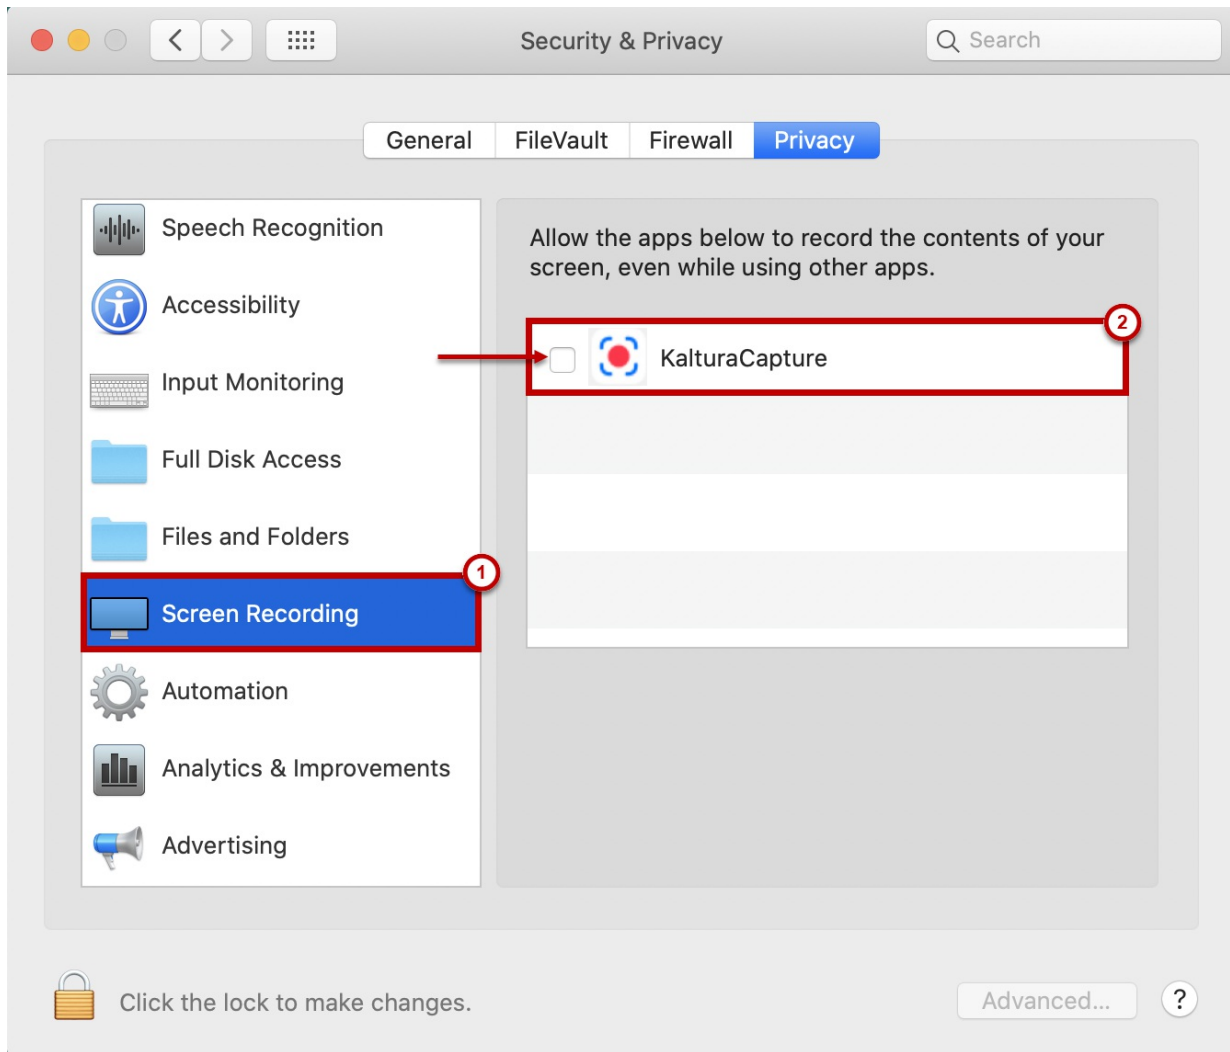 Security & Privacy
Search
General
FileVault
Firewall
Privacy
Speech Recognition
Accessibility
Input Monitoring
Full Disk Access
Files and Folders
1
Screen Recording
Automation
Analytics & Improvements
Advertising
Allow the apps below to record the contents of your
screen, even while using other apps.
2
KalturaCapture
Click the lock to make changes.
Advanced...
?